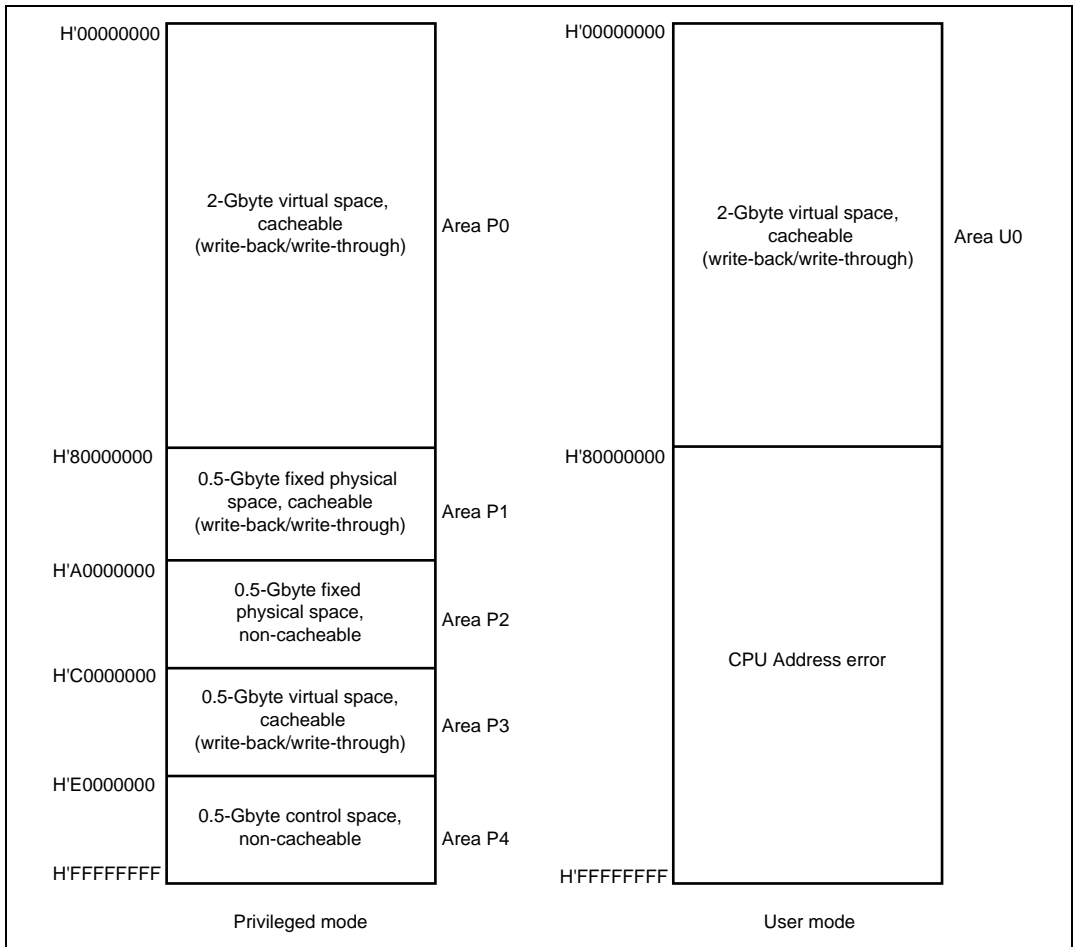 H'00000000
2-Gbyte virtual space,
cacheable
(write-back/write-through)
Area P0
H'80000000
0.5-Gbyte fixed physical
space, cacheable
(write-back/write-through)
Area P1
H'A0000000
0.5-Gbyte fixed
physical space,
non-cacheable
Area P2
H'C0000000
0.5-Gbyte virtual space,
cacheable
(write-back/write-through)
Area P3
H'E0000000
0.5-Gbyte control space,
non-cacheable
Area P4
H'FFFFFFFF
Privileged mode
H'00000000
2-Gbyte virtual space,
cacheable
(write-back/write-through)
Area U0
H'80000000
CPU Address error
H'FFFFFFFF
User mode